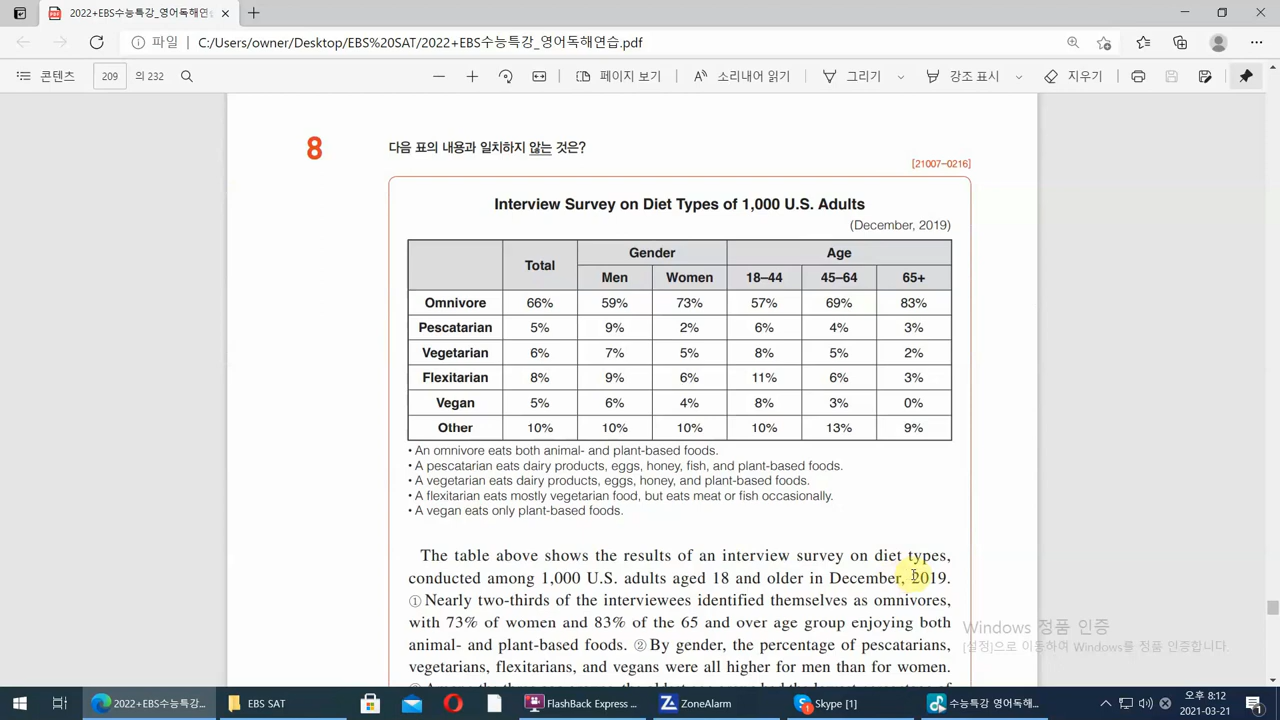 2022+EBS수능특강_영어독해연습
파일 C:/Users/owner/Desktop/EBS%20SAT/2022+EBS수능특강_영어독해연습.pdf
콘텐츠 209 의 232 페이지 보기 소리내어 읽기 그리기 강조 표시 지우기
8 다음 표의 내용과 일치하지 않는 것은?
[21007-0216]
Interview Survey on Diet Types of 1,000 U.S. Adults
(December, 2019)
Total Gender Age
Men Women 18–44 45–64 65+
Omnivore 66% 59% 73% 57% 69% 83%
Pescatarian 5% 9% 2% 6% 4% 3%
Vegetarian 6% 7% 5% 8% 5% 2%
Flexitarian 8% 9% 6% 11% 6% 3%
Vegan 5% 6% 4% 8% 3% 0%
Other 10% 10% 10% 10% 13% 9%
• An omnivore eats both animal- and plant-based foods.
• A pescatarian eats dairy products, eggs, honey, fish, and plant-based foods.
• A vegetarian eats dairy products, eggs, honey, and plant-based foods.
• A flexitarian eats mostly vegetarian food, but eats meat or fish occasionally.
• A vegan eats only plant-based foods.
The table above shows the results of an interview survey on diet types,
conducted among 1,000 U.S. adults aged 18 and older in December, 2019.
① Nearly two-thirds of the interviewees identified themselves as omnivores,
with 73% of women and 83% of the 65 and over age group enjoying both
animal- and plant-based foods. ② By gender, the percentage of pescatarians,
vegetarians, flexitarians, and vegans were all higher for men than for women.
Windows 정품 인증
[설정]으로 이동하여 Windows를 정품 인증합니다.
2022+EBS수능특강_... EBS SAT FlashBack Express ... ZoneAlarm Skype [1] 수능특강 영어독해... 오후 8:12
2021-03-21